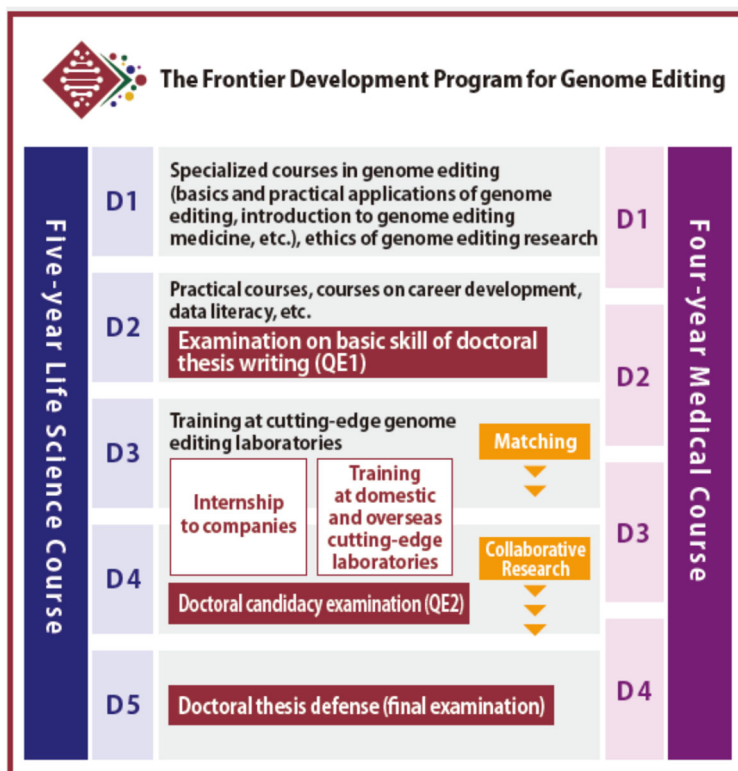 The Frontier Development Program for Genome Editing
Five-year Life Science Course
D1
Specialized courses in genome editing
(basics and practical applications of genome
editing, introduction to genome editing
medicine, etc.), ethics of genome editing research
D2
Practical courses, courses on career development,
data literacy, etc.
Examination on basic skill of doctoral
thesis writing (QE1)
D3
Training at cutting-edge genome
editing laboratories
Matching
Internship
to companies
Training
at domestic
and overseas
cutting-edge
laboratories
D4
Collaborative
Research
Doctoral candidacy examination (QE2)
D5
Doctoral thesis defense (final examination)
D1
D2
D3
D4
Four-year Medical Course